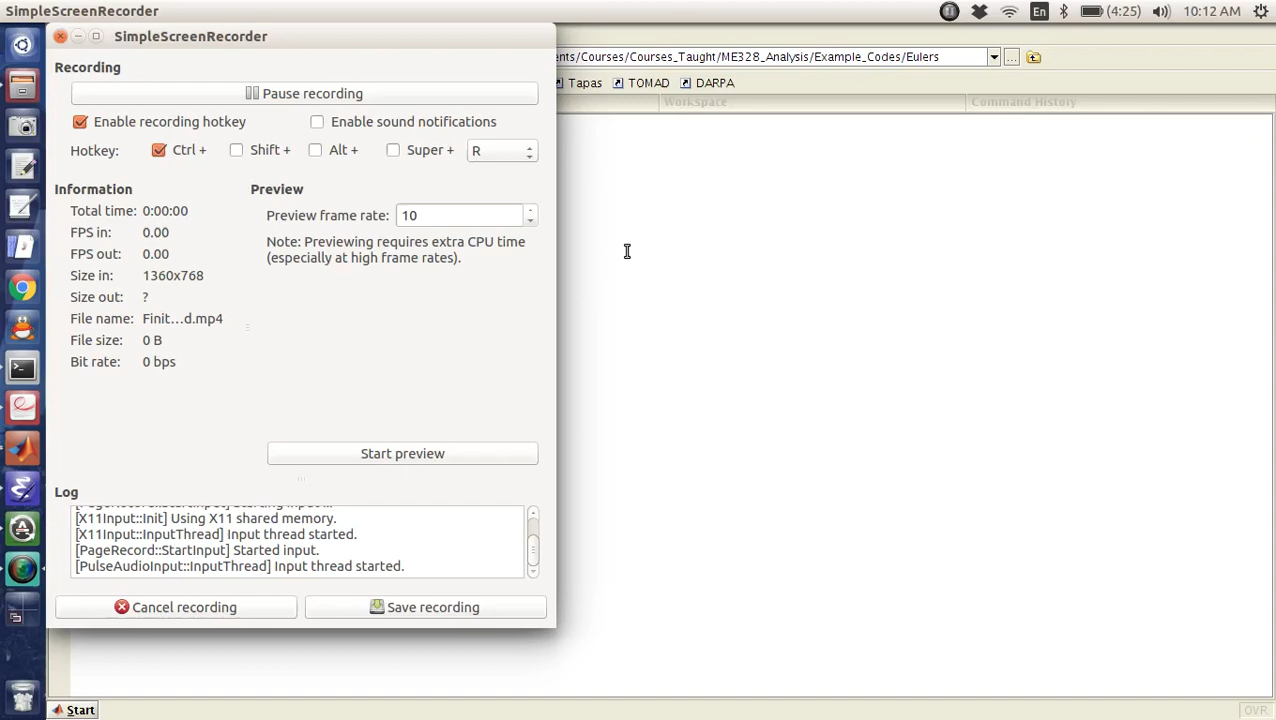 SimpleScreenRecorder
En
(4:25)
10:12 AM
SimpleScreenRecorder
ents/Courses/Courses_Taught/ME328_Analysis/Example_Codes/Eulers
...
Recording
Tapas
TOMAD
DARPA
Pause recording
Workspace
Command History
Enable recording hotkey
Enable sound notifications
Hotkey:
Ctrl +
Shift +
Alt +
Super +
R
Information
Preview
Total time: 0:00:00
Preview frame rate: 10
FPS in: 0.00
Note: Previewing requires extra CPU time
FPS out: 0.00
(especially at high frame rates).
Size in: 1360x768
Size out: ?
File name: Finit...d.mp4
File size: 0 B
Bit rate: 0 bps
Start preview
Log
[X11Input::Init] Using X11 shared memory.
[X11Input::InputThread] Input thread started.
[PageRecord::StartInput] Started input.
[PulseAudioInput::InputThread] Input thread started.
Cancel recording
Save recording
Start
OVR